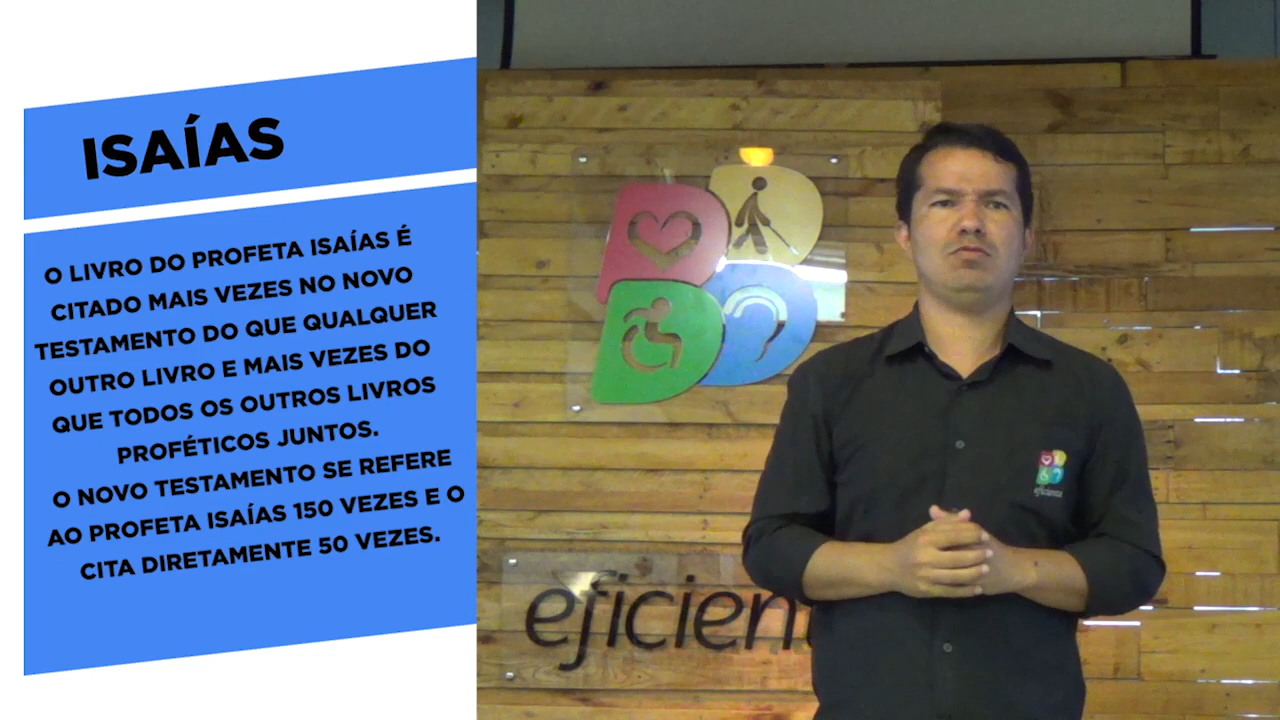 ISAÍAS
O LIVRO DO PROFETA ISAÍAS É
CITADO MAIS VEZES NO NOVO
TESTAMENTO DO QUE QUALQUER
OUTRO LIVRO E MAIS VEZES DO
QUE TODOS OS OUTROS LIVROS
PROFÉTICOS JUNTOS.
O NOVO TESTAMENTO SE REFERE
AO PROFETA ISAÍAS 150 VEZES E O
CITA DIRETAMENTE 50 VEZES.
eficiente
eficient